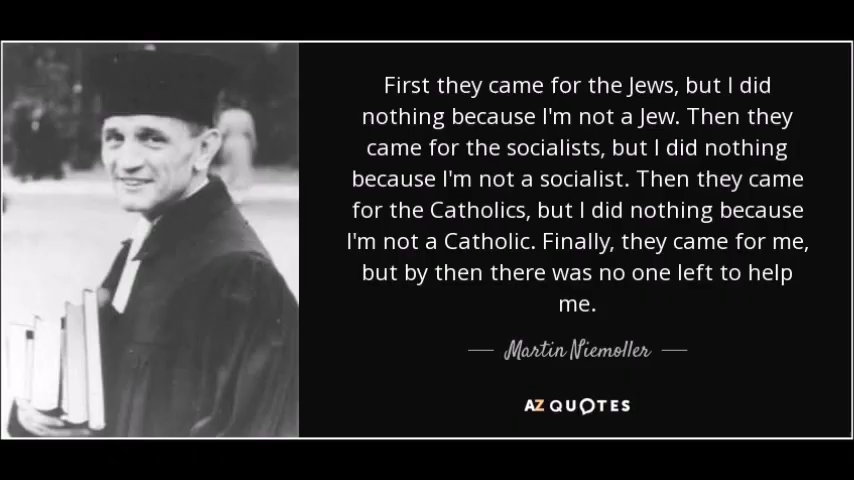 First they came for the Jews, but I did
nothing because I'm not a Jew. Then they
came for the socialists, but I did nothing
because I'm not a socialist. Then they came
for the Catholics, but I did nothing because
I'm not a Catholic. Finally, they came for me,
but by then there was no one left to help
me.
Martin Niemoller
AZ QUOTES